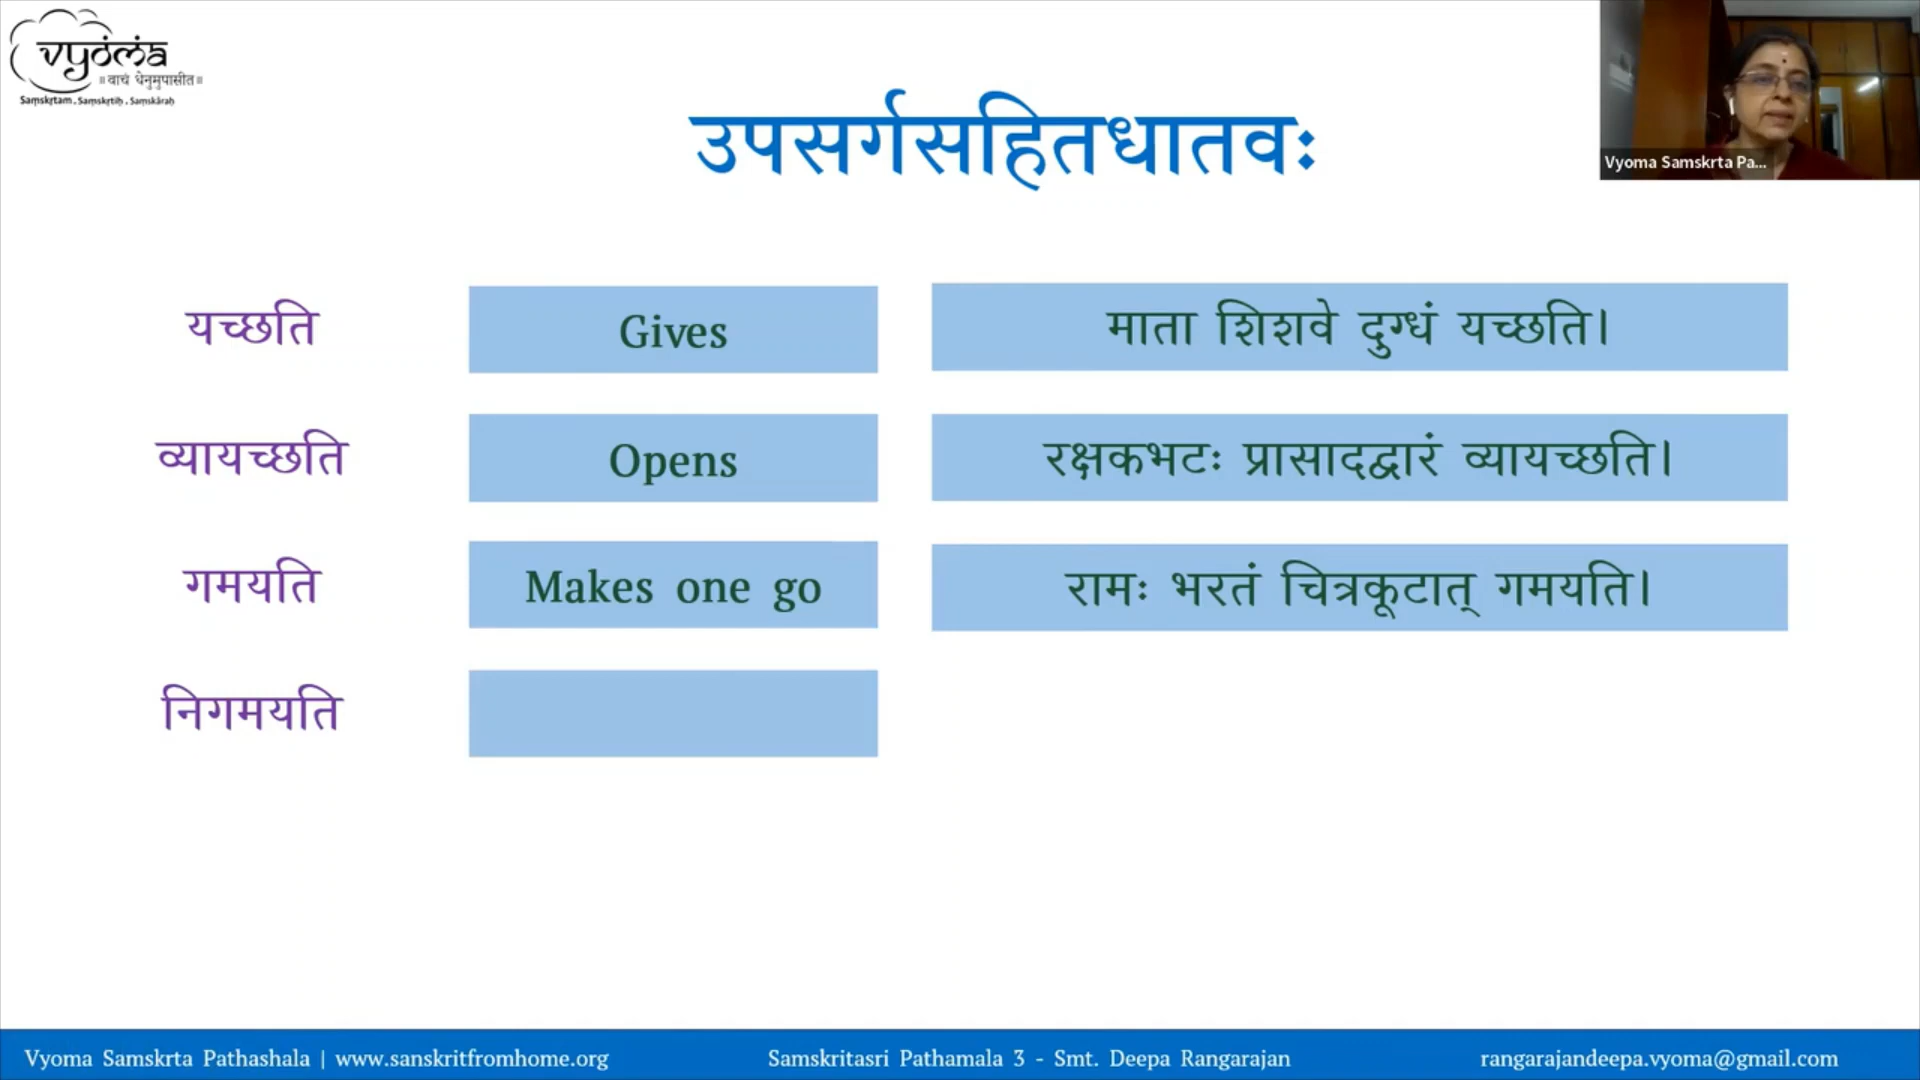 vyoma
॥ वाचं धेनुमुपासीत॥
Saṃskṛtam . Saṃskṛtiḥ . Saṃskāraḥ
Vyoma Samskrta Pa...
उपसर्गसहितधातवः
यच्छति Gives माता शिशवे दुग्धं यच्छति।
व्यायच्छति Opens रक्षकभटः प्रासादद्वारं व्यायच्छति।
गमयति Makes one go रामः भरतं चित्रकूटात् गमयति।
निगमयति
Vyoma Samskrta Pathashala | www.sanskritfromhome.org Samskritasri Pathamala 3 - Smt. Deepa Rangarajan rangarajandeepa.vyoma@gmail.com